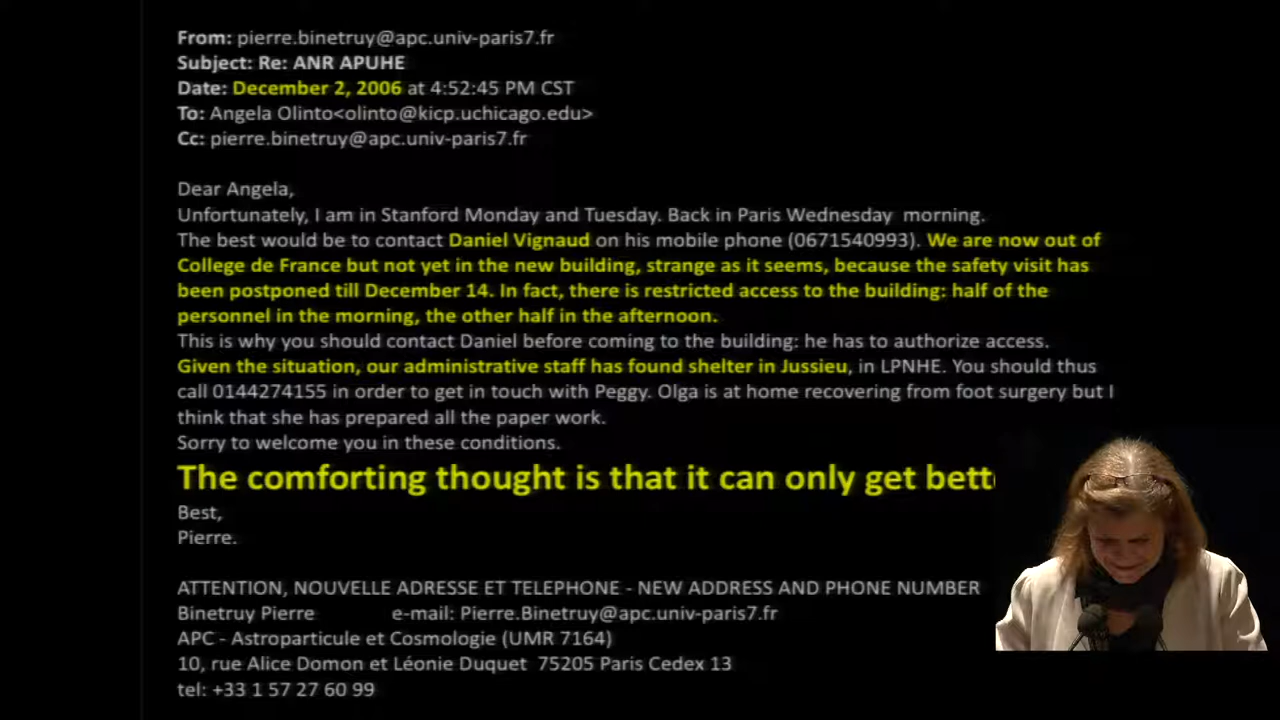 From: pierre.binetruy@apc.univ-paris7.fr
Subject: Re: ANR APUHE
Date: December 2, 2006 at 4:52:45 PM CST
To: Angela Olinto<olinto@kicp.uchicago.edu>
Cc: pierre.binetruy@apc.univ-paris7.fr
Dear Angela,
Unfortunately, I am in Stanford Monday and Tuesday. Back in Paris Wednesday morning.
The best would be to contact Daniel Vignaud on his mobile phone (0671540993). We are now out of
College de France but not yet in the new building, strange as it seems, because the safety visit has
been postponed till December 14. In fact, there is restricted access to the building: half of the
personnel in the morning, the other half in the afternoon.
This is why you should contact Daniel before coming to the building: he has to authorize access.
Given the situation, our administrative staff has found shelter in Jussieu, in LPNHE. You should thus
call 0144274155 in order to get in touch with Peggy. Olga is at home recovering from foot surgery but I
think that she has prepared all the paper work.
Sorry to welcome you in these conditions.
The comforting thought is that it can only get bett
Best,
Pierre.
ATTENTION, NOUVELLE ADRESSE ET TELEPHONE - NEW ADDRESS AND PHONE NUMBER
Binetruy Pierre e-mail: Pierre.Binetruy@apc.univ-paris7.fr
APC - Astroparticule et Cosmologie (UMR 7164)
10, rue Alice Domon et Léonie Duquet 75205 Paris Cedex 13
tel: +33 1 57 27 60 99